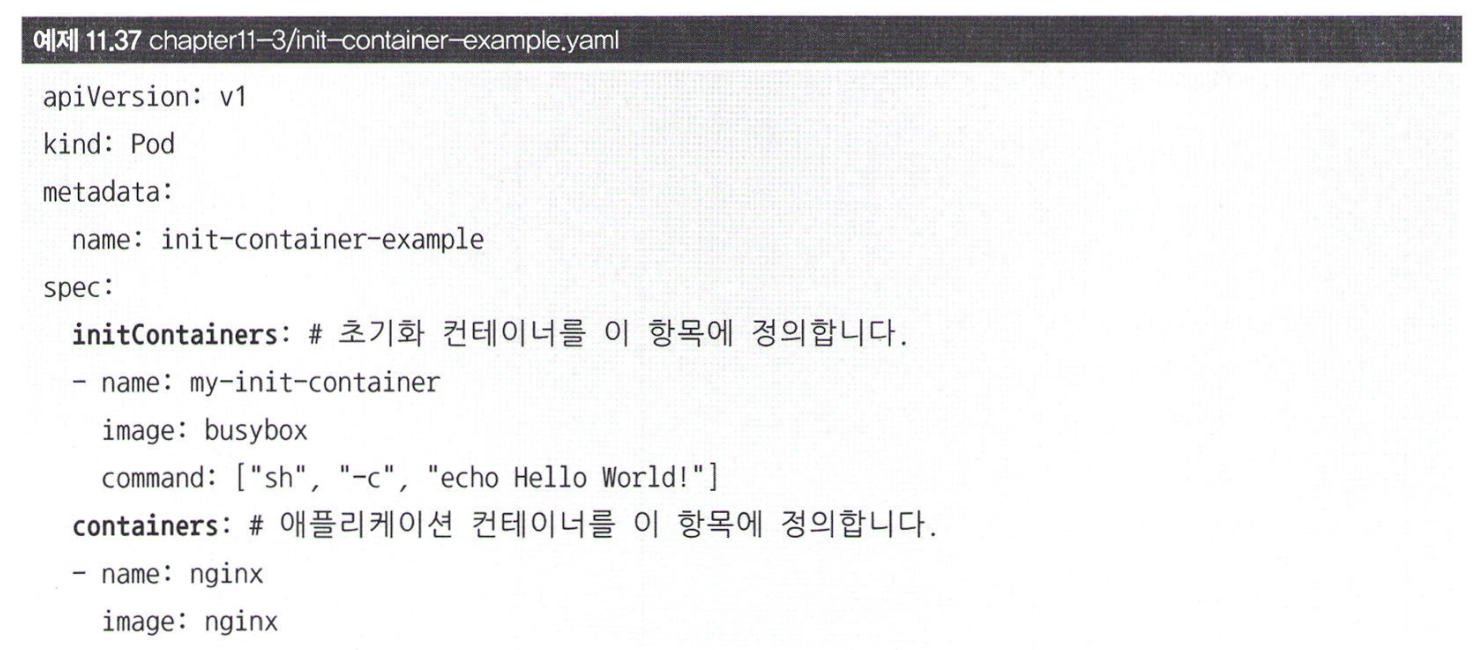 예제 11.37 chapter11-3/init-container-example.yaml
apiVersion: v1
kind: Pod
metadata:
  name: init-container-example
spec:
  initContainers: # 초기화 컨테이너를 이 항목에 정의합니다.
  - name: my-init-container
    image: busybox
    command: ["sh", "-c", "echo Hello World!"]
  containers: # 애플리케이션 컨테이너를 이 항목에 정의합니다.
  - name: nginx
    image: nginx